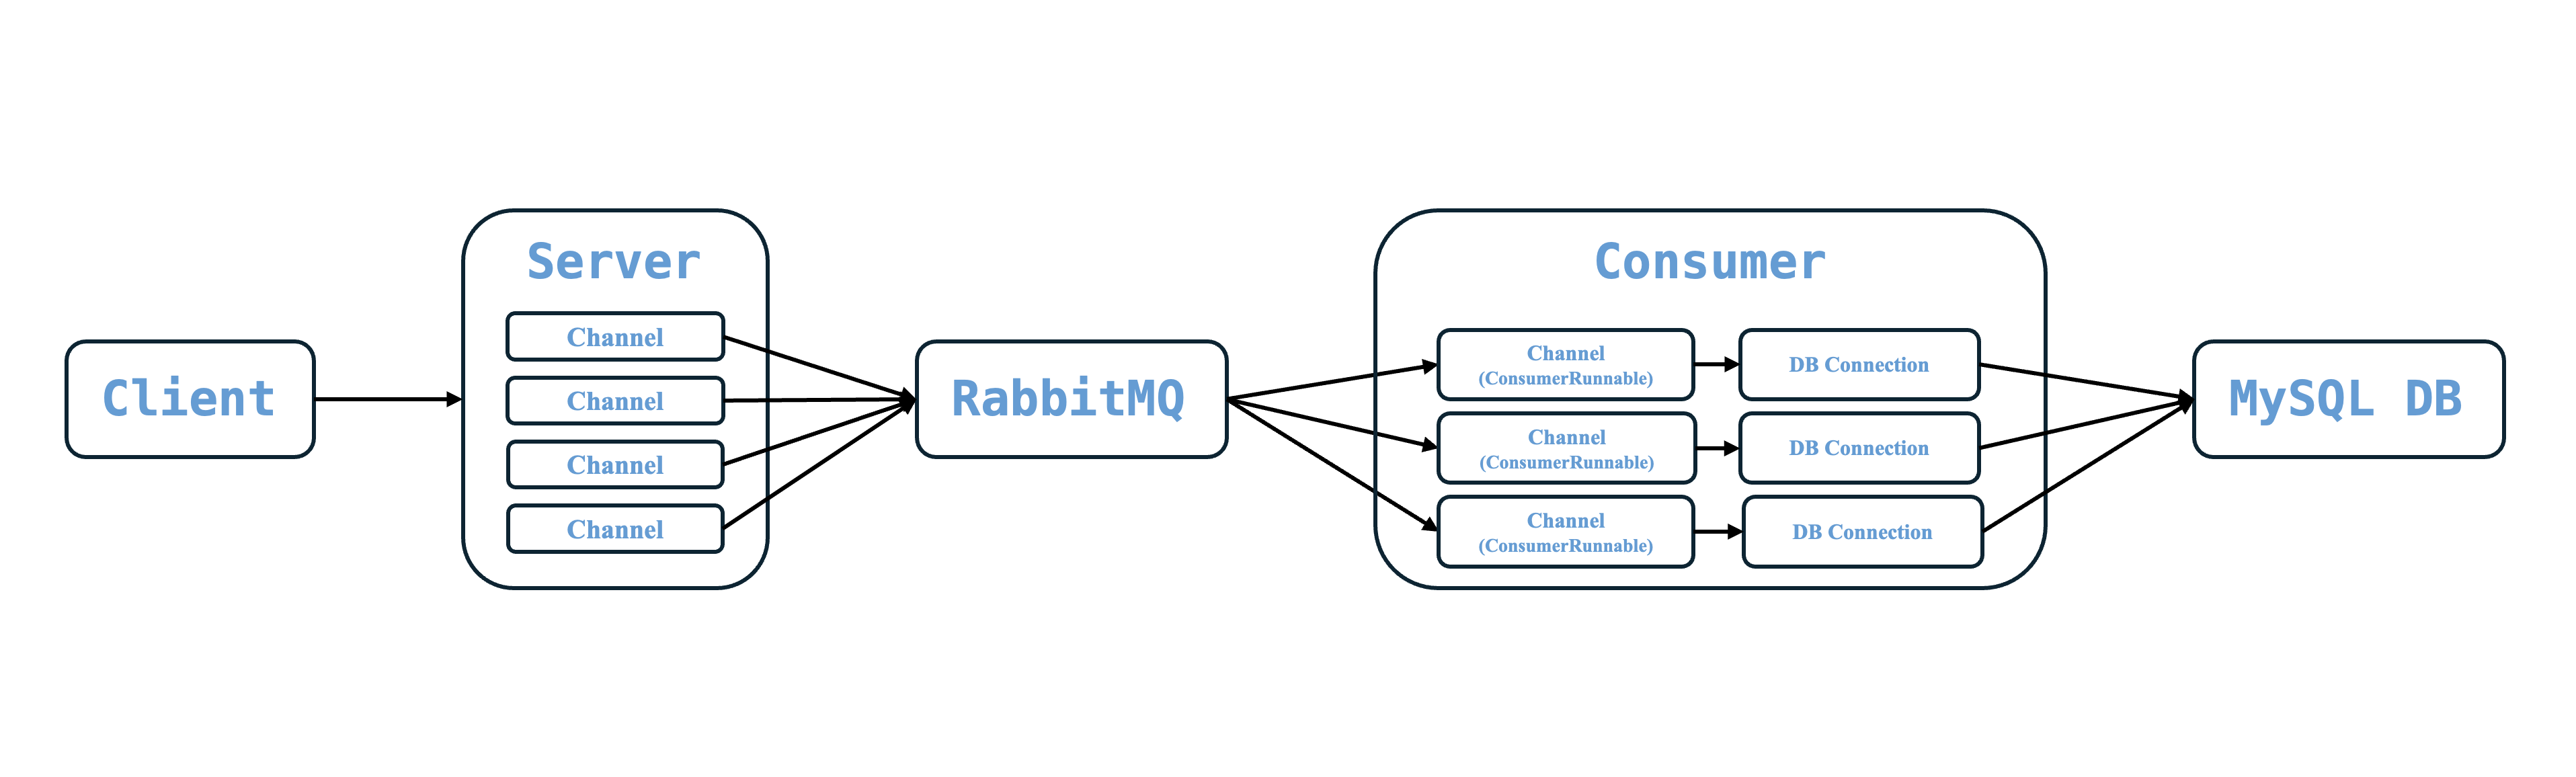 Client
Server
Channel
Channel
Channel
Channel
RabbitMQ
Consumer
Channel
(ConsumerRunnable)
DB Connection
Channel
(ConsumerRunnable)
DB Connection
Channel
(ConsumerRunnable)
DB Connection
MySQL DB